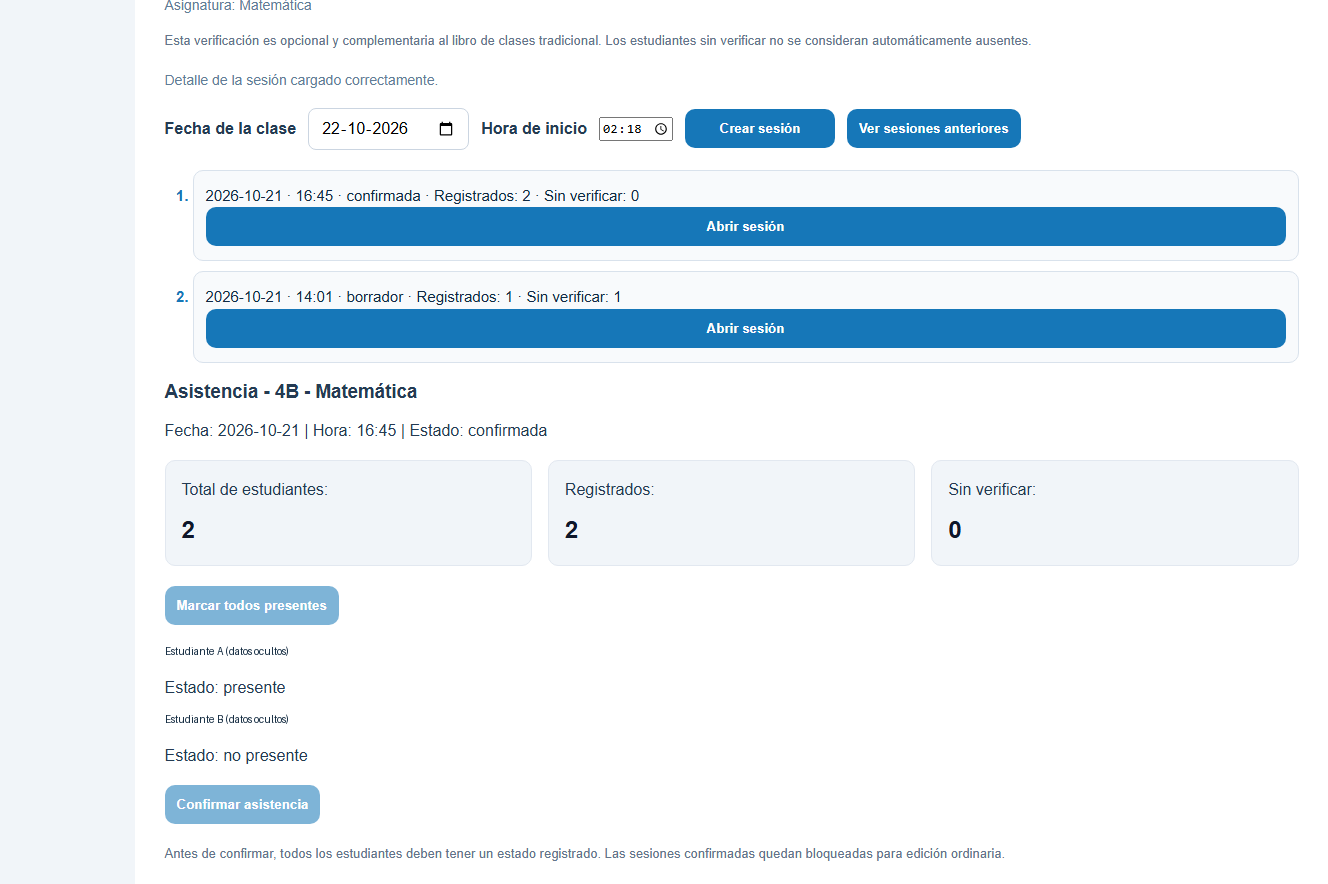 Asignatura: Matemática
Esta verificación es opcional y complementaria al libro de clases tradicional. Los estudiantes sin verificar no se consideran automáticamente ausentes.
Detalle de la sesión cargado correctamente.
Fecha de la clase 22-10-2026 Hora de inicio 02:18 Crear sesión Ver sesiones anteriores
1. 2026-10-21 · 16:45 · confirmada · Registrados: 2 · Sin verificar: 0
Abrir sesión
2. 2026-10-21 · 14:01 · borrador · Registrados: 1 · Sin verificar: 1
Abrir sesión
Asistencia - 4B - Matemática
Fecha: 2026-10-21 | Hora: 16:45 | Estado: confirmada
Total de estudiantes: Registrados: Sin verificar:
2 2 0
Marcar todos presentes
Estudiante A (datos ocultos)
Estado: presente
Estudiante B (datos ocultos)
Estado: no presente
Confirmar asistencia
Antes de confirmar, todos los estudiantes deben tener un estado registrado. Las sesiones confirmadas quedan bloqueadas para edición ordinaria.